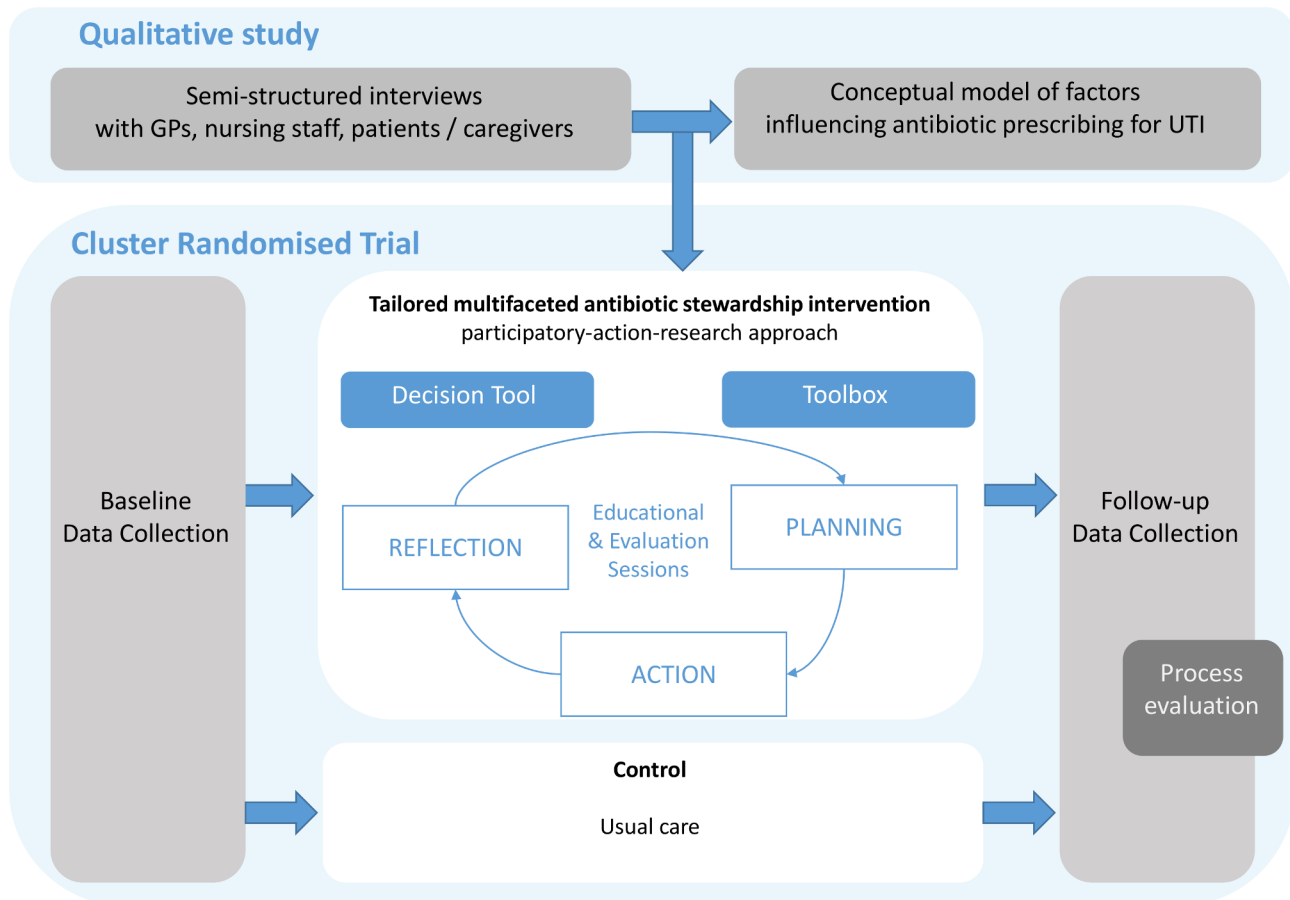 Qualitative study
Semi-structured interviews
with GPs, nursing staff, patients / caregivers
Conceptual model of factors
influencing antibiotic prescribing for UTI
Cluster Randomised Trial
Baseline
Data Collection
Tailored multifaceted antibiotic stewardship intervention
participatory-action-research approach
Decision Tool
Toolbox
REFLECTION
Educational
& Evaluation
Sessions
PLANNING
ACTION
Control
Usual care
Follow-up
Data Collection
Process
evaluation